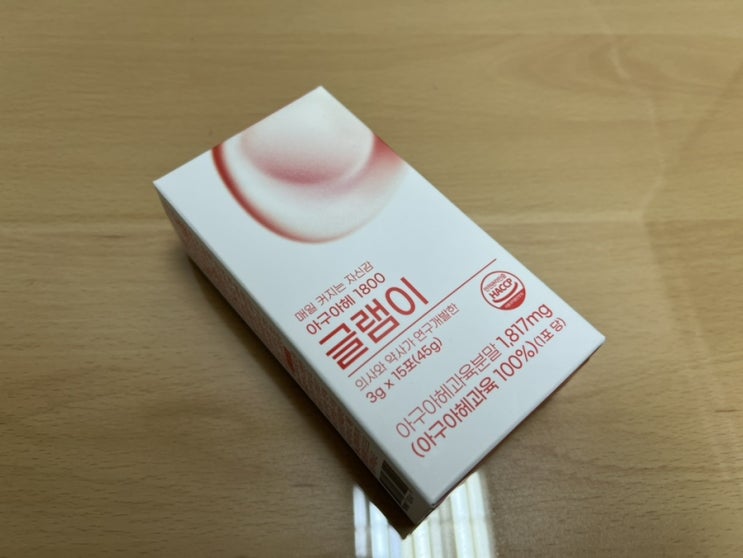 매일 커지는 자신감
아구아헤 1800
글램이
의사와 약사가 연구개발한
3g x 15포(45g)
HACCP
아구아헤과육분말 1,817mg
(아구아헤과육 100%)(1포 당)